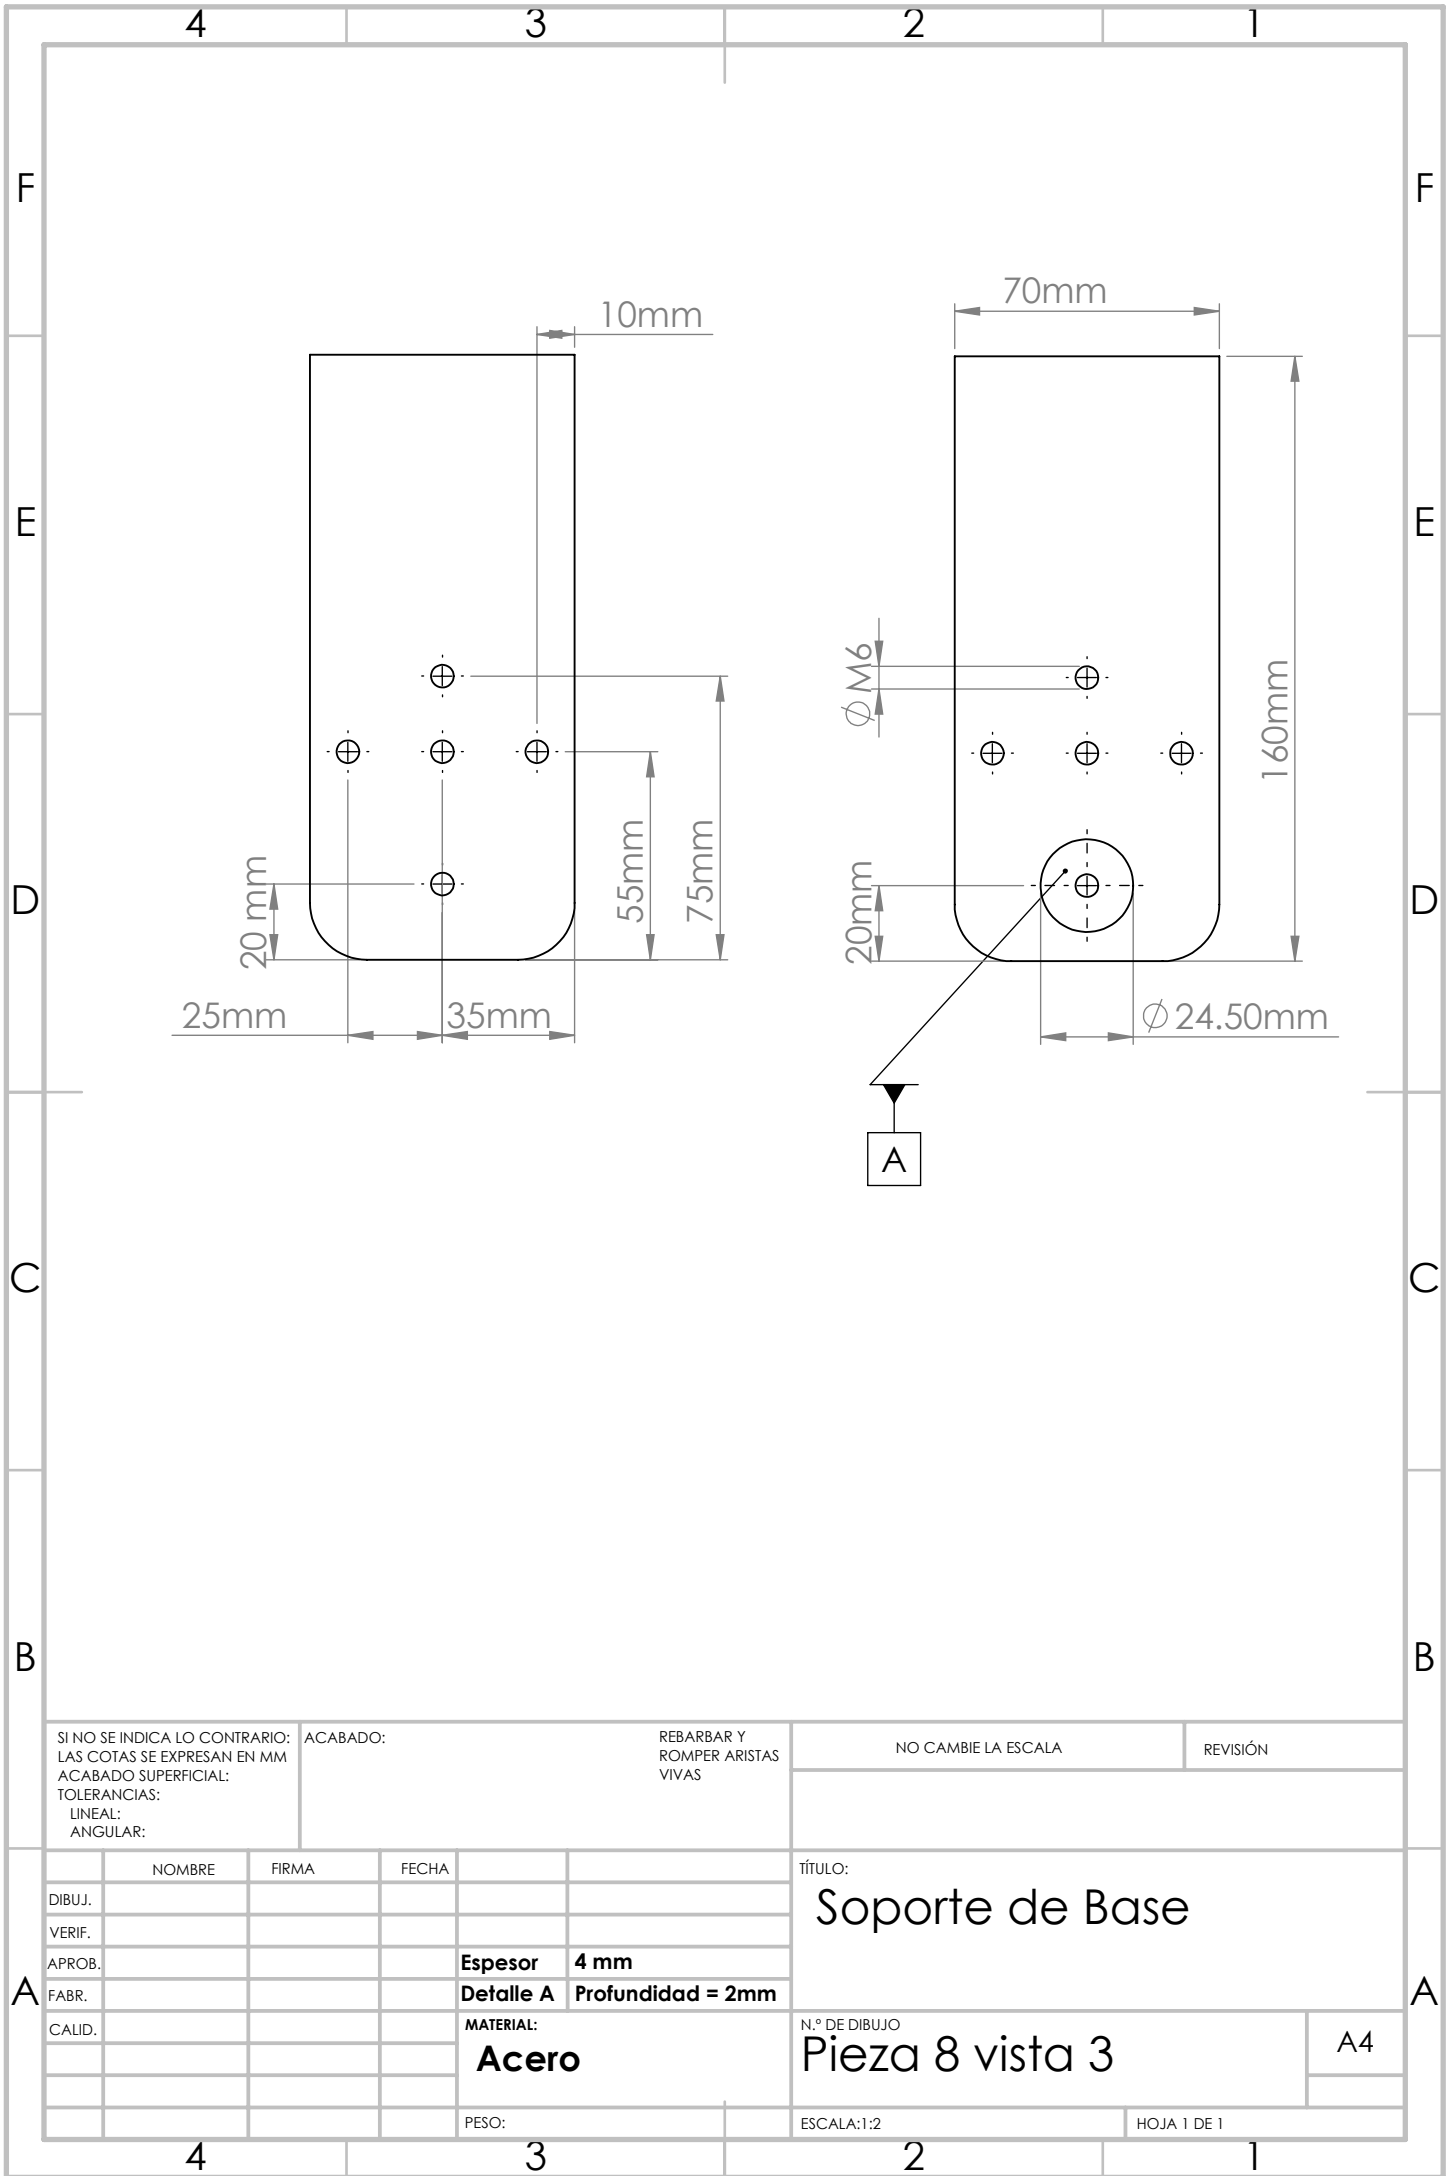 4 3 2 1
F F
10mm
70mm
E E
∅ M6
160mm
55mm
75mm
D D
20 mm
20mm
25mm
35mm
∅ 24.50mm
A
C C
B B
SI NO SE INDICA LO CONTRARIO:
LAS COTAS SE EXPRESAN EN MM
ACABADO SUPERFICIAL:
TOLERANCIAS:
LINEAL:
ANGULAR:
ACABADO:
REBARBAR Y
ROMPER ARISTAS
VIVAS
NO CAMBIE LA ESCALA
REVISIÓN
NOMBRE FIRMA FECHA
DIBUJ.
VERIF.
APROB.
FABR.
CALID.
Espesor 4 mm
Detalle A Profundidad = 2mm
MATERIAL:
Acero
PESO:
TÍTULO:
Soporte de Base
N.º DE DIBUJO
Pieza 8 vista 3
A4
ESCALA:1:2
HOJA 1 DE 1
A A
4 3 2 1